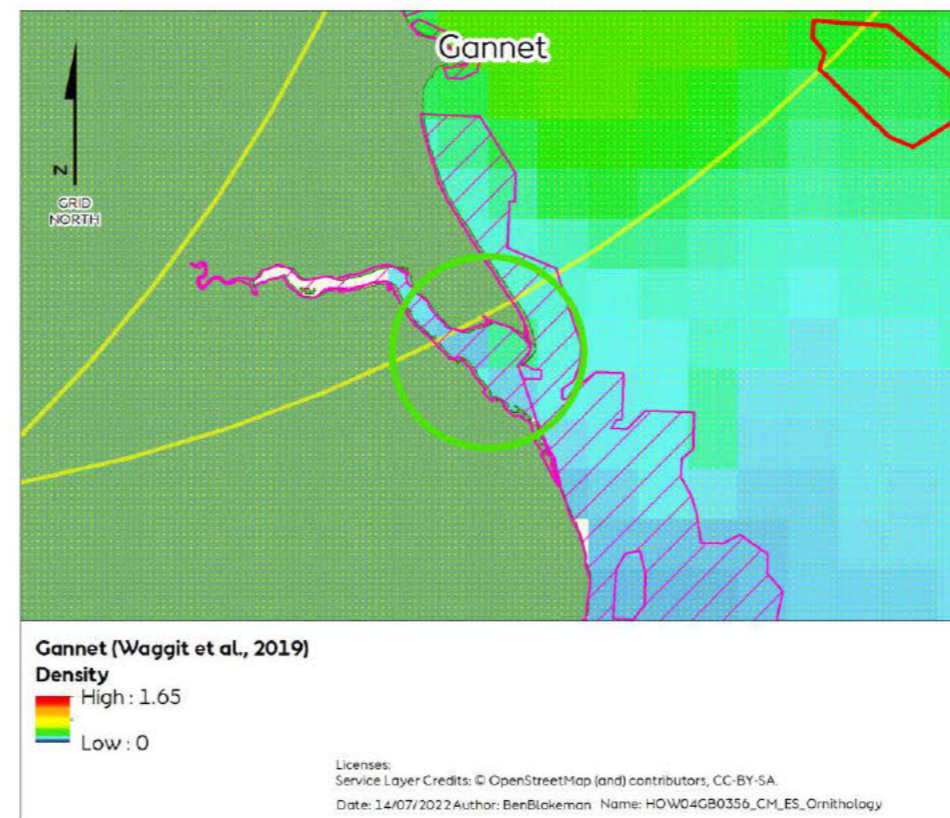 Gannet
N
GRID
NORTH
Gannet (Waggit et al., 2019)
Density
High : 1.65
Low : 0
Licenses:
Service Layer Credits: © OpenStreetMap (and) contributors, CC-BY-SA.
Date: 14/07/2022 Author: BenBlakeman Name: HOW04GB0356_CM_ES_Ornithology